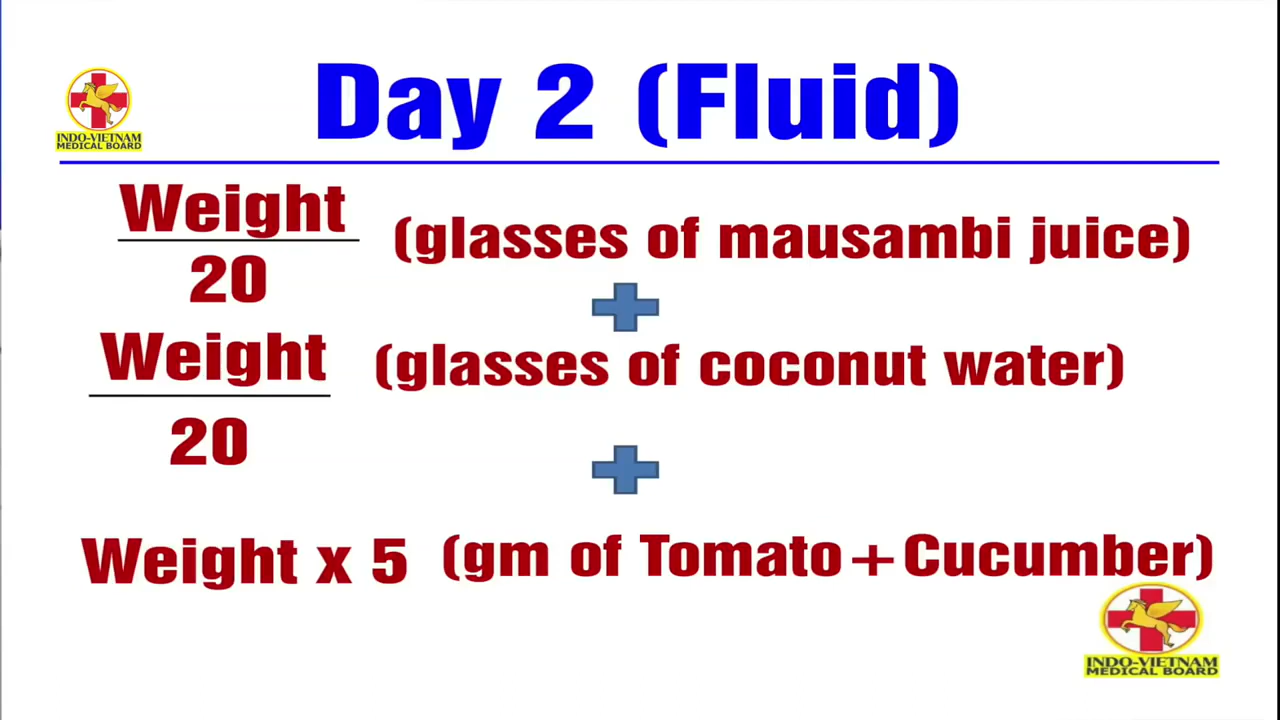 Day 2 (Fluid)
INDO-VIETNAM
MEDICAL BOARD
Weight
20
(glasses of mausambi juice)
Weight
20
(glasses of coconut water)
Weight x 5 (gm of Tomato+Cucumber)
INDO-VIETNAM
MEDICAL BOARD